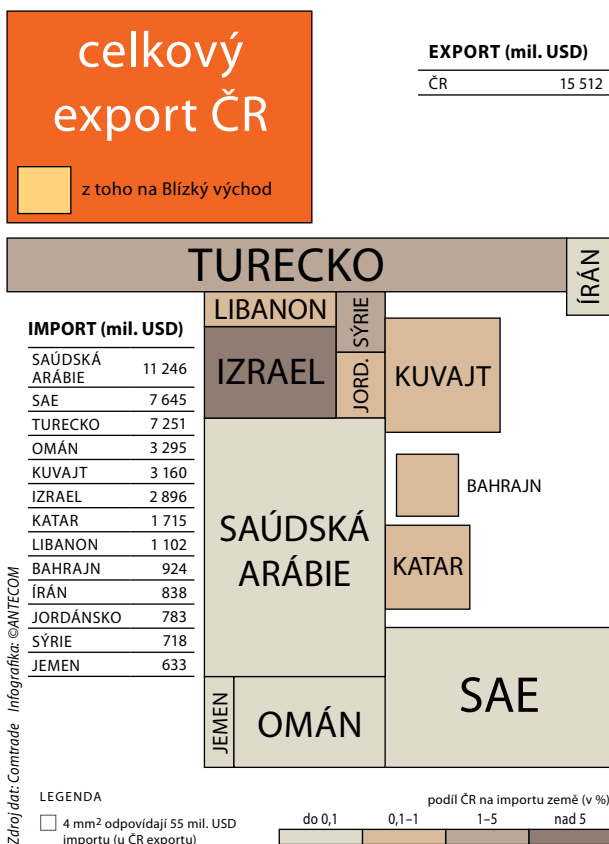 celkový
export ČR
z toho na Blízký východ
EXPORT (mil. USD)
ČR 15 512
TURECKO
ÍRÁN
LIBANON
SÝRIE
IZRAEL
JORD.
KUVAJT
BAHRAJN
SAÚDSKÁ
ARÁBIE
KATAR
JEMEN
OMÁN
SAE
IMPORT (mil. USD)
SAÚDSKÁ
ARÁBIE 11 246
SAE 7 645
TURECKO 7 251
OMÁN 3 295
KUVAJT 3 160
IZRAEL 2 896
KATAR 1 715
LIBANON 1 102
BAHRAJN 924
ÍRÁN 838
JORDÁNSKO 783
SÝRIE 718
JEMEN 633
Zdroj dat: Comtrade Infografika: ©ANTECOM
LEGENDA
4 mm² odpovídají 55 mil. USD
importu (u ČR exportu)
podíl ČR na importu země (v %)
do 0,1 0,1–1 1–5 nad 5